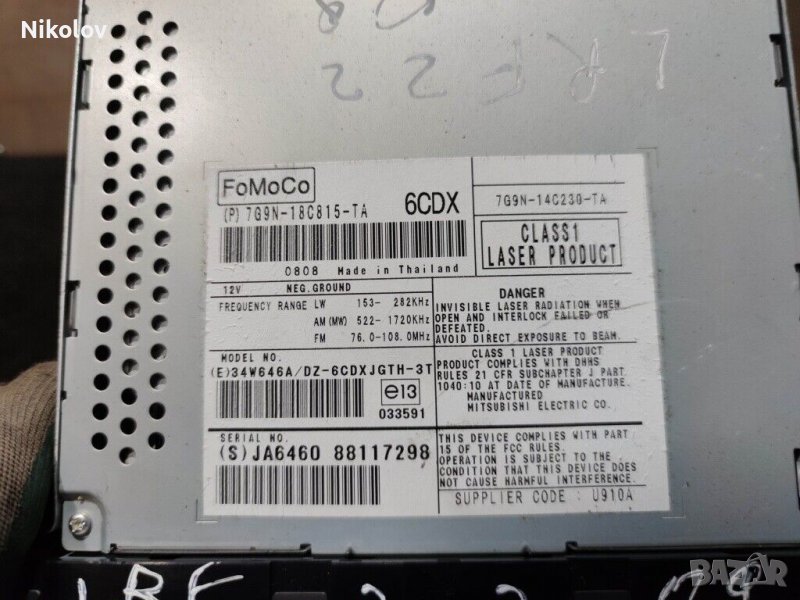 Nikolov
LRF22
FoMoCo
(P) 7G9N-18C815-TA
6CDX
7G9N-14C230-TA
CLASS1
LASER PRODUCT
0808 Made in Thailand
12V NEG.GROUND
FREQUENCY RANGE LW 153- 282KHz
AM(MW) 522-1720KHz
FM 76.0-108.0MHz
DANGER
INVISIBLE LASER RADIATION WHEN
OPEN AND INTERLOCK FAILED OR
DEFEATED.
AVOID DIRECT EXPOSURE TO BEAM.
MODEL NO.
(E)34W646A/DZ-6CDXJGTH-3T
e13
033591
CLASS 1 LASER PRODUCT
PRODUCT COMPLIES WITH DHHS
RULES 21 CFR SUBCHAPTER J PART
1040:10 AT DATE OF MANUFACTURE.
MANUFACTURED
MITSUBISHI ELECTRIC CO.
SERIAL NO.
(S)JA6460 88117298
THIS DEVICE COMPLIES WITH PART
15 OF THE FCC RULES.
OPERATION IS SUBJECT TO THE
CONDITION THAT THIS DEVICE DOES
NOT CAUSE HARMFUL INTERFERENCE.
SUPPLIER CODE : U910A
LRF
BAZAR